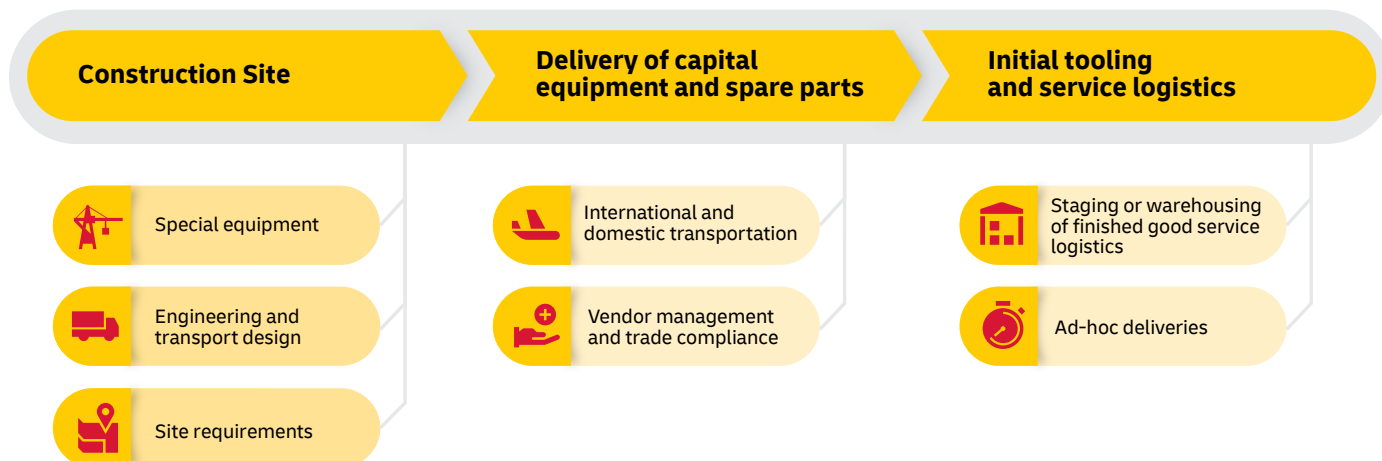 Construction Site
Delivery of capital
equipment and spare parts
Initial tooling
and service logistics
Special equipment
Engineering and
transport design
Site requirements
International and
domestic transportation
Vendor management
and trade compliance
Staging or warehousing
of finished good service
logistics
Ad-hoc deliveries